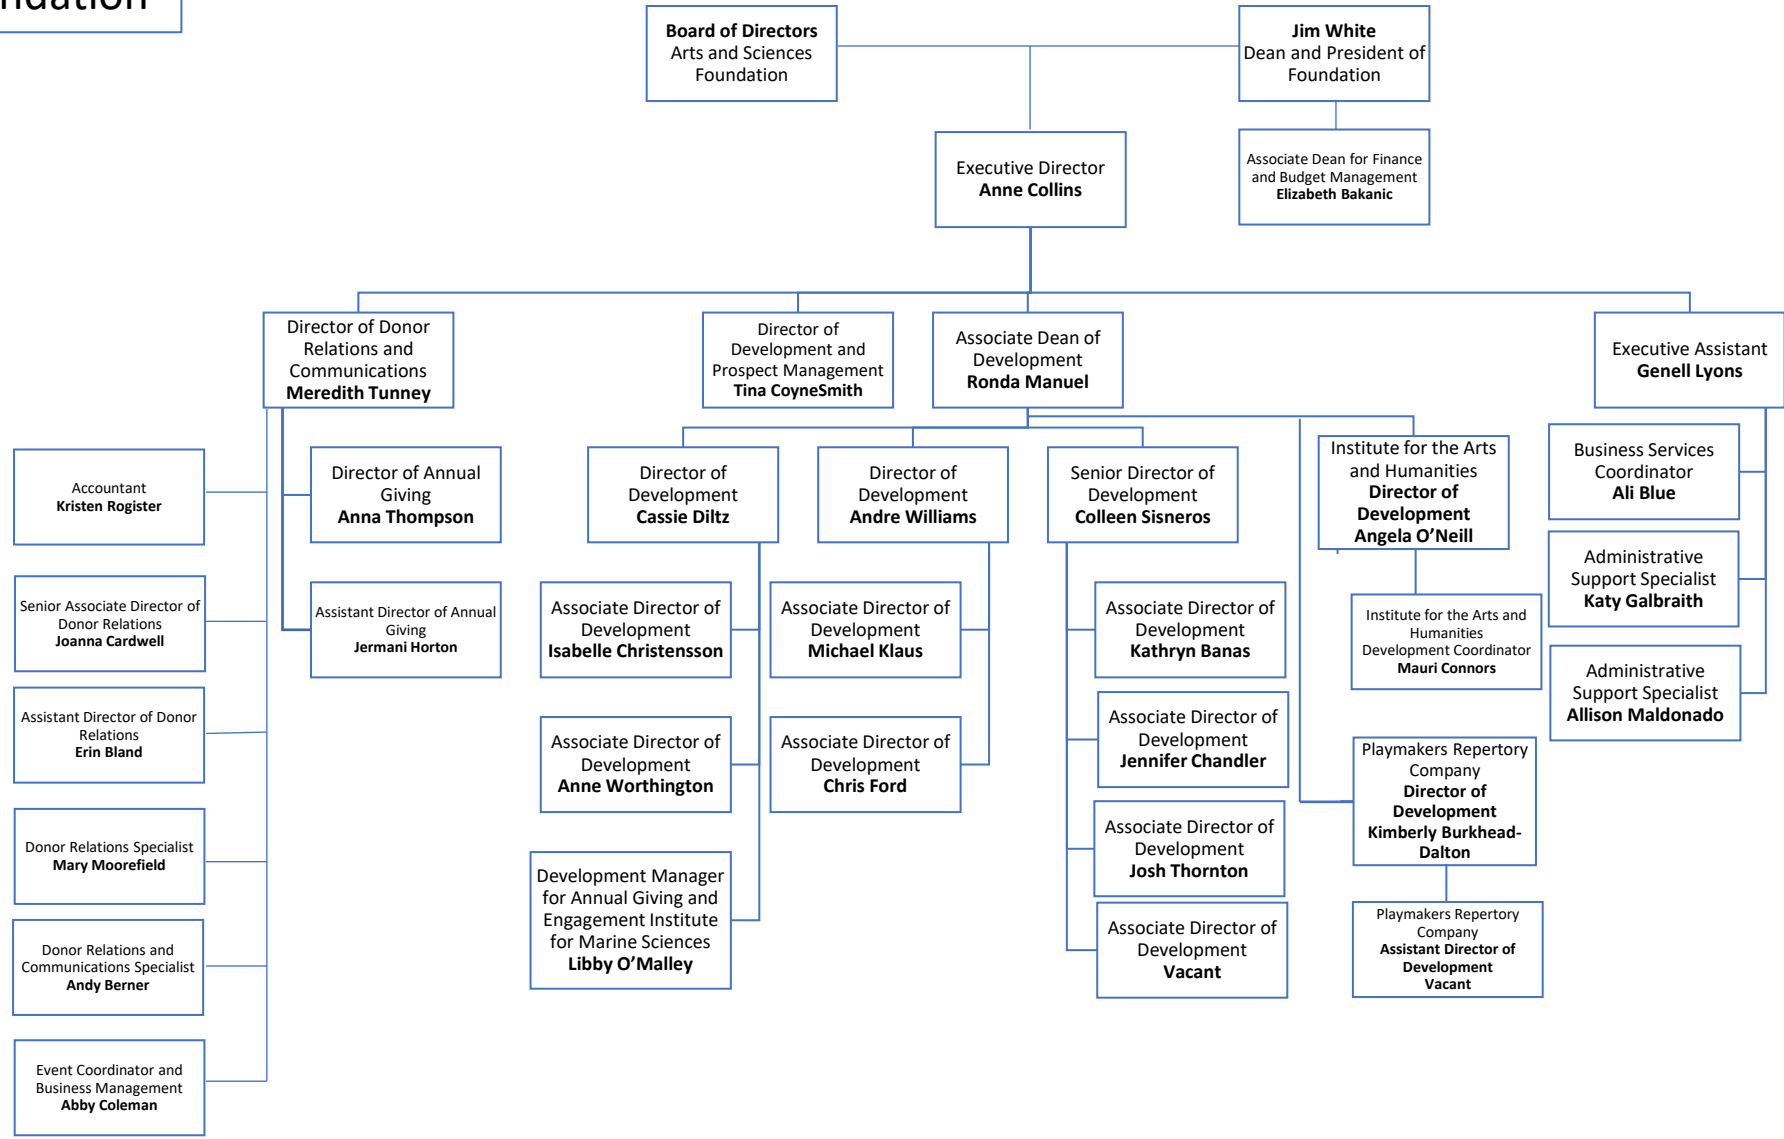 Board of Directors
Arts and Sciences
Foundation
Jim White
Dean and President of
Foundation
Executive Director
Anne Collins
Associate Dean for Finance
and Budget Management
Elizabeth Bakanic
Director of Donor
Relations and
Communications
Meredith Tunney
Director of
Development and
Prospect Management
Tina CoyneSmith
Associate Dean of
Development
Ronda Manuel
Executive Assistant
Genell Lyons
Accountant
Kristen Rogister
Senior Associate Director of
Donor Relations
Joanna Cardwell
Assistant Director of Donor
Relations
Erin Bland
Donor Relations Specialist
Mary Moorefield
Donor Relations and
Communications Specialist
Andy Berner
Event Coordinator and
Business Management
Abby Coleman
Director of Annual
Giving
Anna Thompson
Assistant Director of Annual
Giving
Jermani Horton
Director of
Development
Cassie Diltz
Associate Director of
Development
Isabelle Christensson
Associate Director of
Development
Anne Worthington
Development Manager
for Annual Giving and
Engagement Institute
for Marine Sciences
Libby O’Malley
Director of
Development
Andre Williams
Associate Director of
Development
Michael Klaus
Associate Director of
Development
Chris Ford
Senior Director of
Development
Colleen Sisneros
Associate Director of
Development
Kathryn Banas
Associate Director of
Development
Jennifer Chandler
Associate Director of
Development
Josh Thornton
Associate Director of
Development
Vacant
Institute for the Arts
and Humanities
Director of
Development
Angela O’Neill
Institute for the Arts and
Humanities
Development Coordinator
Mauri Connors
Playmakers Repertory
Company
Director of
Development
Kimberly Burkhead-
Dalton
Playmakers Repertory
Company
Assistant Director of
Development
Vacant
Business Services
Coordinator
Ali Blue
Administrative
Support Specialist
Katy Galbraith
Administrative
Support Specialist
Allison Maldonado